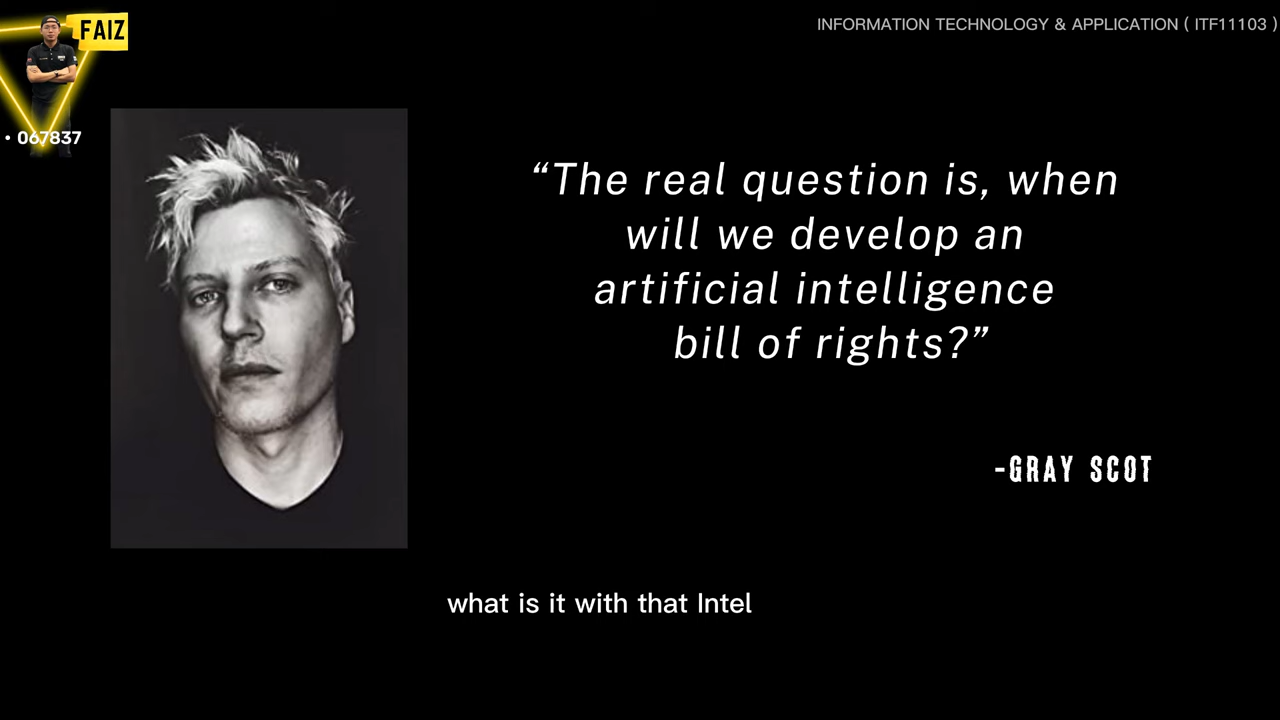 FAIZ
INFORMATION TECHNOLOGY & APPLICATION ( ITF11103 )
• 067837
“The real question is, when
will we develop an
artificial intelligence
bill of rights?”
-GRAY SCOT
what is it with that Intel